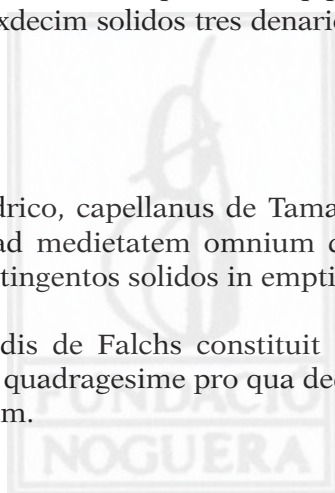 xdecim solidos tres denario
drico, capellanus de Tama
ad medietatem omnium c
tingentos solidos in empti
dis de Falchs constituit
quadragesime pro qua dec
m.
FUNDACIÓ
NOGUERA